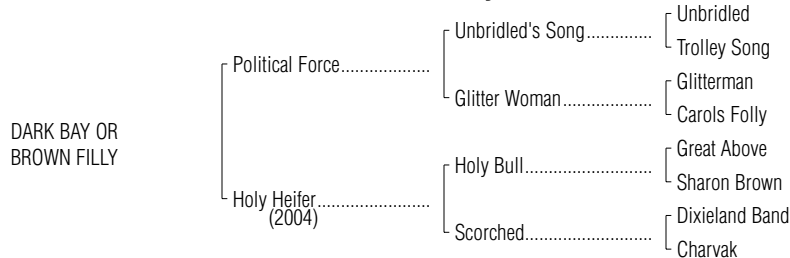 Unbridled
Unbridled's Song..............
Trolley Song
Political Force....................
Glitterman
Glitter Woman...................
Carols Folly
DARK BAY OR
BROWN FILLY
Great Above
Holy Bull...........................
Sharon Brown
Holy Heifer.........................
(2004)
Dixieland Band
Scorched...........................
Charvak